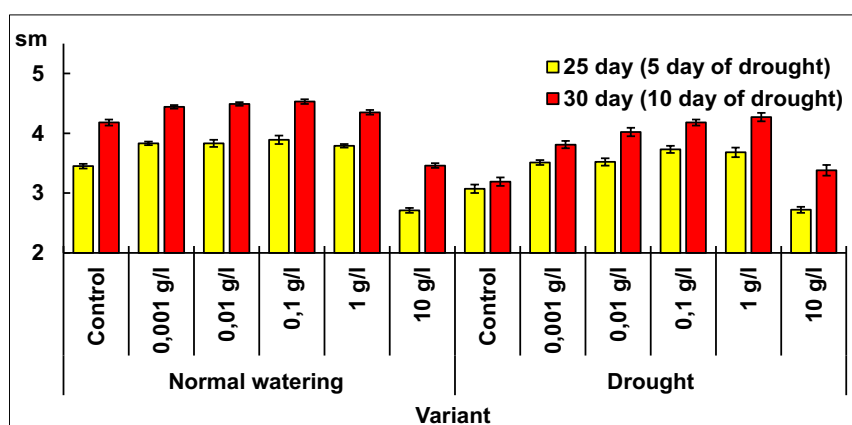 sm
5
4
3
2
25 day (5 day of drought)
30 day (10 day of drought)
Control
0,001 g/l
0,01 g/l
0,1 g/l
1 g/l
10 g/l
Control
0,001 g/l
0,01 g/l
0,1 g/l
1 g/l
10 g/l
Normal watering
Drought
Variant